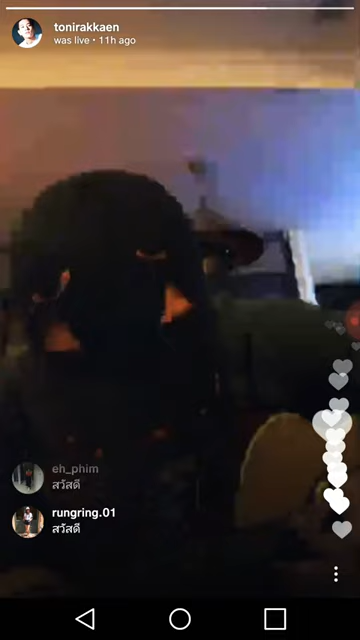 tonirakkaen
was live • 11h ago
eh_phim
สวัสดี
rungring.01
สวัสดี